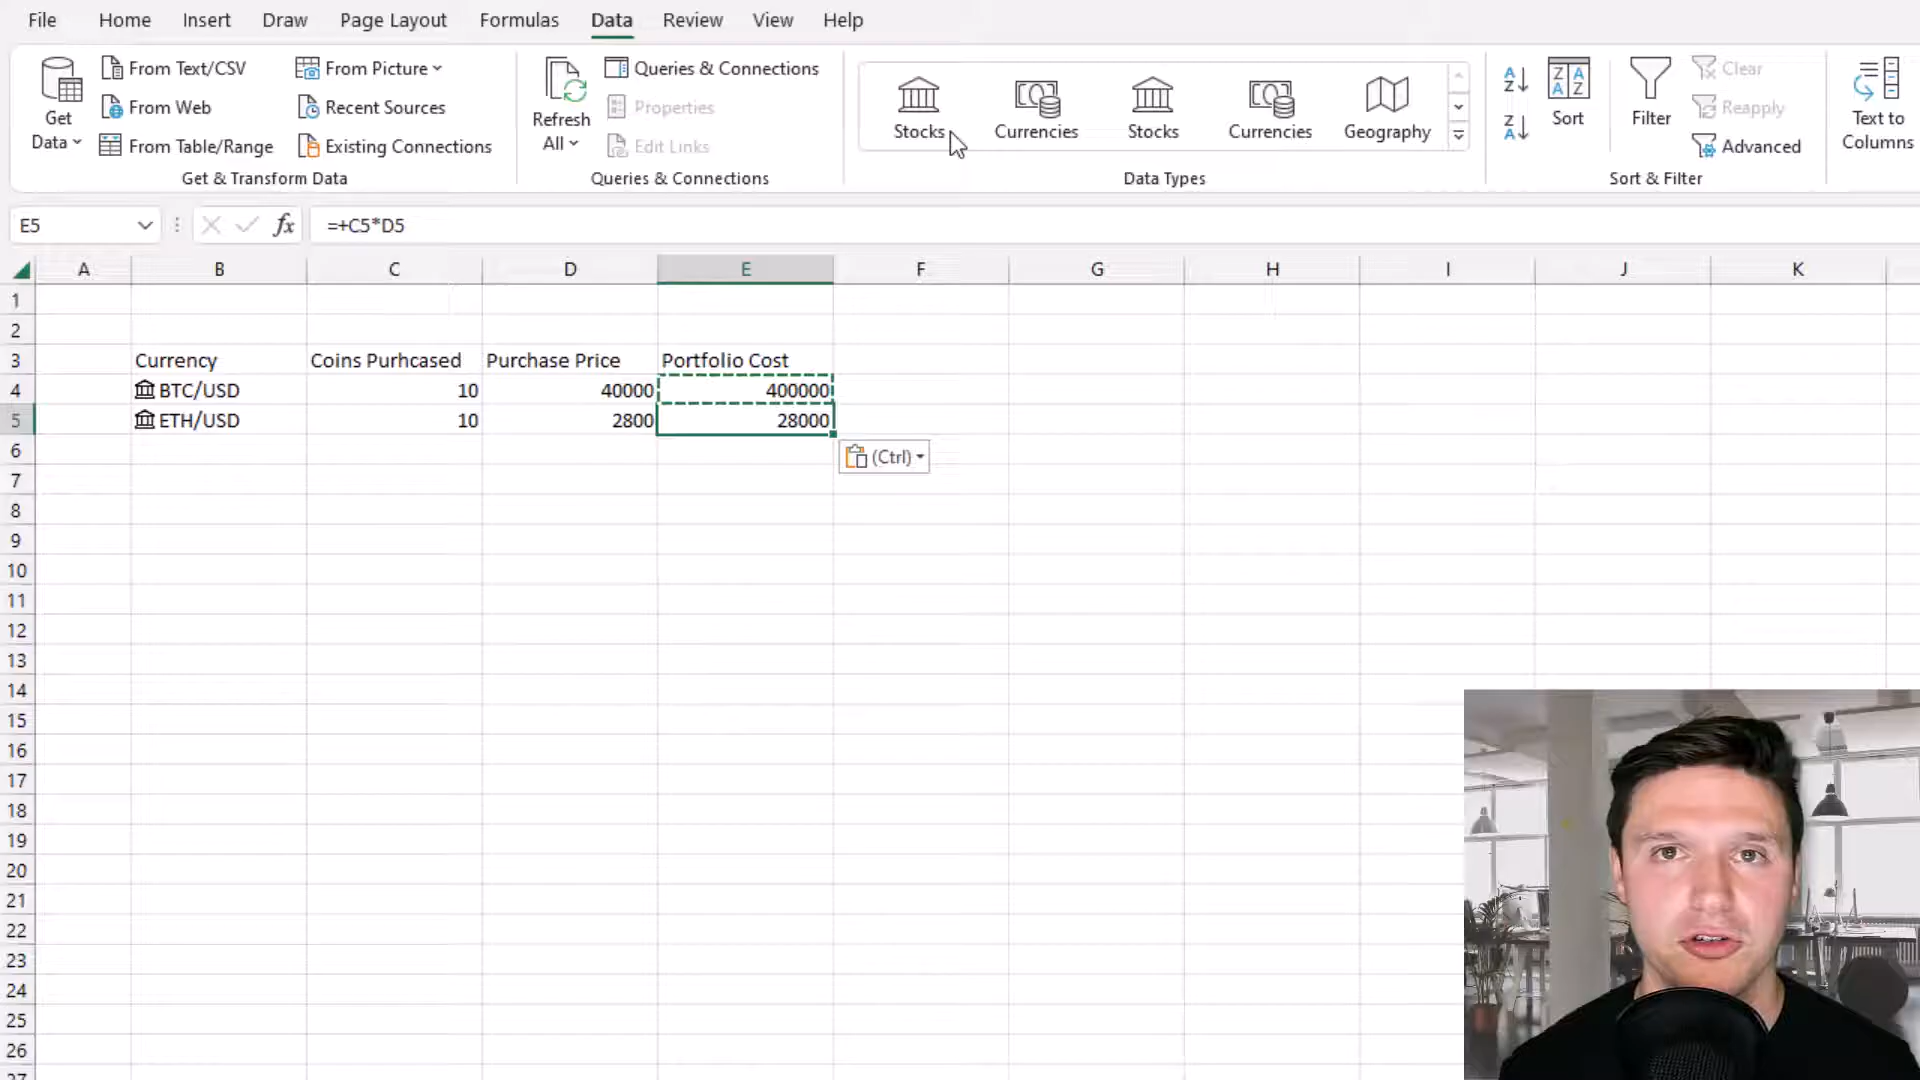 File Home Insert Draw Page Layout Formulas Data Review View Help
Get Data
From Text/CSV
From Web
From Table/Range
From Picture
Recent Sources
Existing Connections
Get & Transform Data
Refresh All
Queries & Connections
Properties
Edit Links
Queries & Connections
Stocks Currencies Stocks Currencies Geography
Data Types
Sort
Filter
Clear
Reapply
Advanced
Sort & Filter
Text to Columns
E5 fx =+C5*D5
A B C D E F G H I J K
1
2
3 Currency Coins Purhcased Purchase Price Portfolio Cost
4 BTC/USD 10 40000 400000
5 ETH/USD 10 2800 28000
6 (Ctrl)
7
8
9
10
11
12
13
14
15
16
17
18
19
20
21
22
23
24
25
26
27